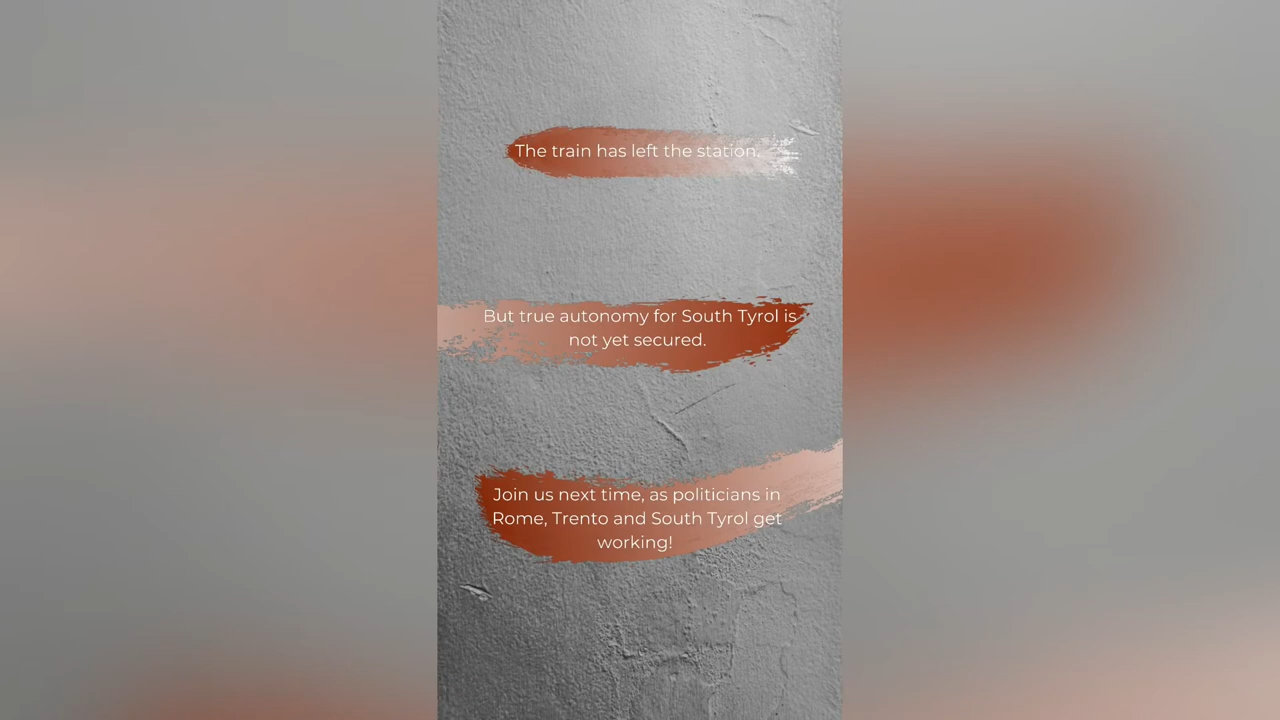 The train has left the station.
But true autonomy for South Tyrol is
not yet secured.
Join us next time, as politicians in
Rome, Trento and South Tyrol get
working!